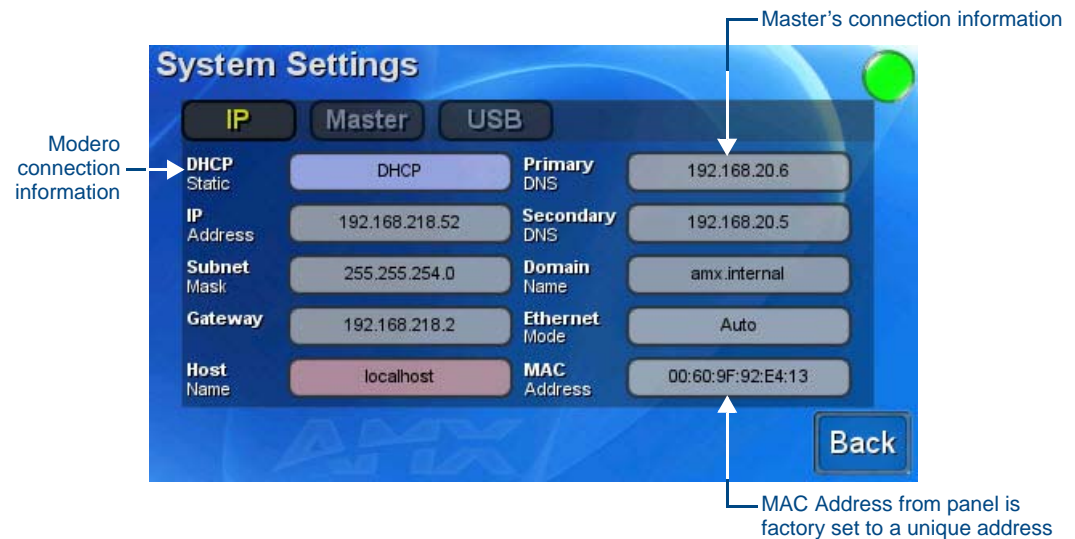 Master's connection information
System Settings
IP Master USB
Modero
connection
information
DHCP
Static
DHCP
Primary
DNS
192.168.20.6
IP
Address
192.168.218.52
Secondary
DNS
192.168.20.5
Subnet
Mask
255.255.254.0
Domain
Name
amx.internal
Gateway
192.168.218.2
Ethernet
Mode
Auto
Host
Name
localhost
MAC
Address
00:60:9F:92:E4:13
AMX
Back
MAC Address from panel is
factory set to a unique address